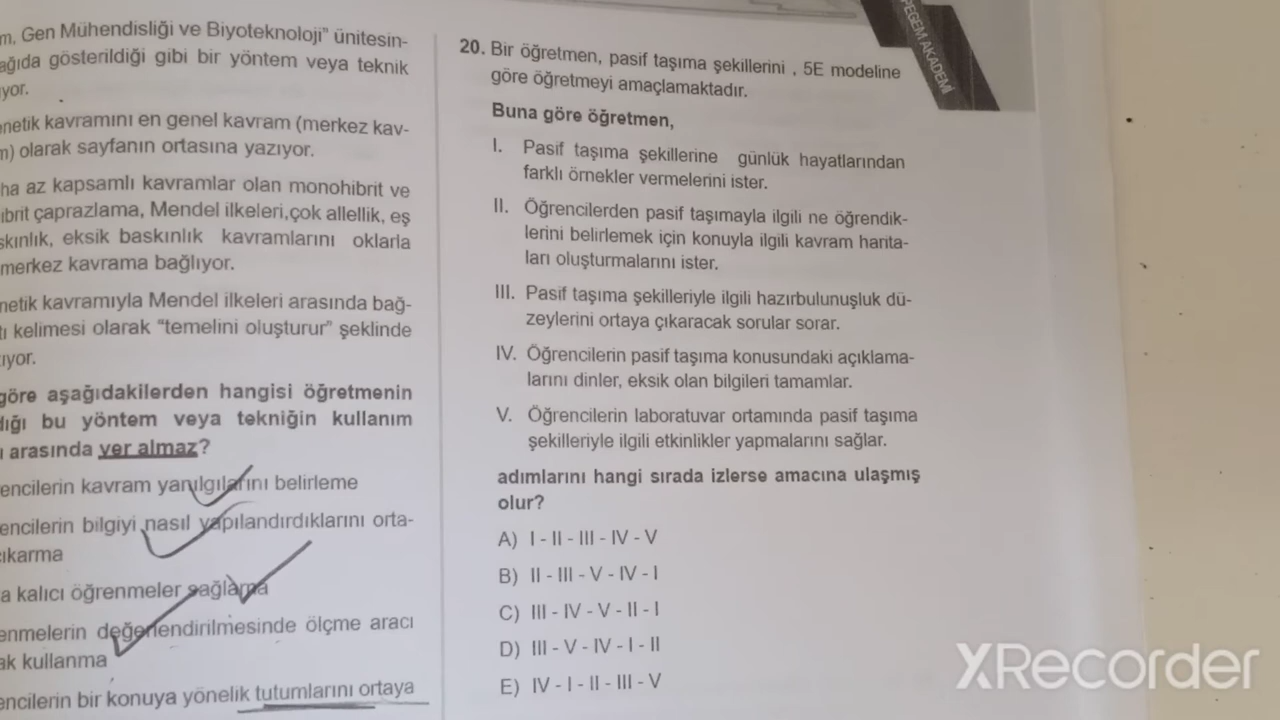 m, Gen Mühendisliği ve Biyoteknoloji" ünitesin-
ağıda gösterildiği gibi bir yöntem veya teknik
yor.
enetik kavramını en genel kavram (merkez kav-
m) olarak sayfanın ortasına yazıyor.
ha az kapsamlı kavramlar olan monohibrit ve
ibrit çaprazlama, Mendel ilkeleri,çok allellik, eş
skınlık, eksik baskınlık kavramlarını oklarla
merkez kavrama bağlıyor.
netik kavramıyla Mendel ilkeleri arasında bağ-
tı kelimesi olarak "temelini oluşturur" şeklinde
ıyor.
göre aşağıdakilerden hangisi öğretmenin
dığı bu yöntem veya tekniğin kullanım
ı arasında yer almaz?
encilerin kavram yanılgılarını belirleme
encilerin bilgiyi nasıl yapılandırdıklarını orta-
çıkarma
a kalıcı öğrenmeler sağlama
enmelerin değerlendirilmesinde ölçme aracı
ak kullanma
encilerin bir konuya yönelik tutumlarını ortaya
PEGEM AKADEMİ
20. Bir öğretmen, pasif taşıma şekillerini , 5E modeline
göre öğretmeyi amaçlamaktadır.
Buna göre öğretmen,
I. Pasif taşıma şekillerine günlük hayatlarından
farklı örnekler vermelerini ister.
II. Öğrencilerden pasif taşımayla ilgili ne öğrendik-
lerini belirlemek için konuyla ilgili kavram harita-
ları oluşturmalarını ister.
III. Pasif taşıma şekilleriyle ilgili hazırbulunuşluk dü-
zeylerini ortaya çıkaracak sorular sorar.
IV. Öğrencilerin pasif taşıma konusundaki açıklama-
larını dinler, eksik olan bilgileri tamamlar.
V. Öğrencilerin laboratuvar ortamında pasif taşıma
şekilleriyle ilgili etkinlikler yapmalarını sağlar.
adımlarını hangi sırada izlerse amacına ulaşmış
olur?
A) I - II - III - IV - V
B) II - III - V - IV - I
C) III - IV - V - II - I
D) III - V - IV - I - II
E) IV - I - II - III - V
XRecorder